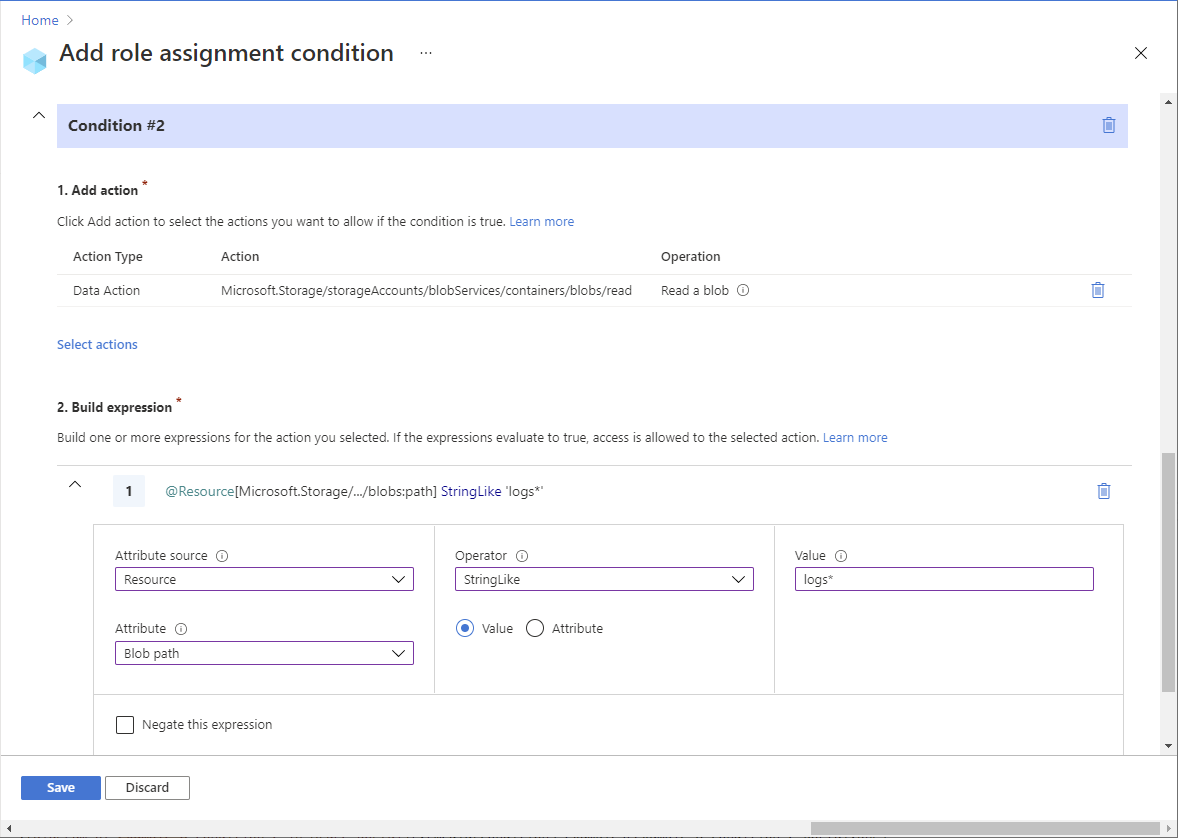 Home
Add role assignment condition ...
Condition #2
1. Add action *
Click Add action to select the actions you want to allow if the condition is true. Learn more
Action Type Action Operation
Data Action Microsoft.Storage/storageAccounts/blobServices/containers/blobs/read Read a blob
Select actions
2. Build expression *
Build one or more expressions for the action you selected. If the expressions evaluate to true, access is allowed to the selected action. Learn more
1 @Resource[Microsoft.Storage/.../blobs:path] StringLike 'logs*'
Attribute source Operator Value
Resource StringLike logs*
Attribute Value Attribute
Blob path
Negate this expression
Save Discard